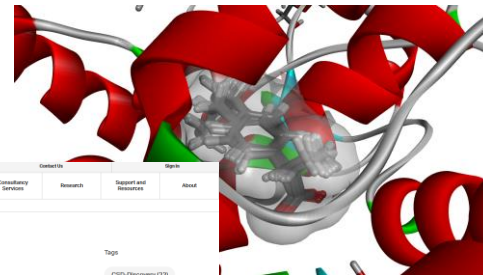 Contact Us Sign In
Consultancy Services Research Support and Resources About
Tags
CSD-Discovery (22)